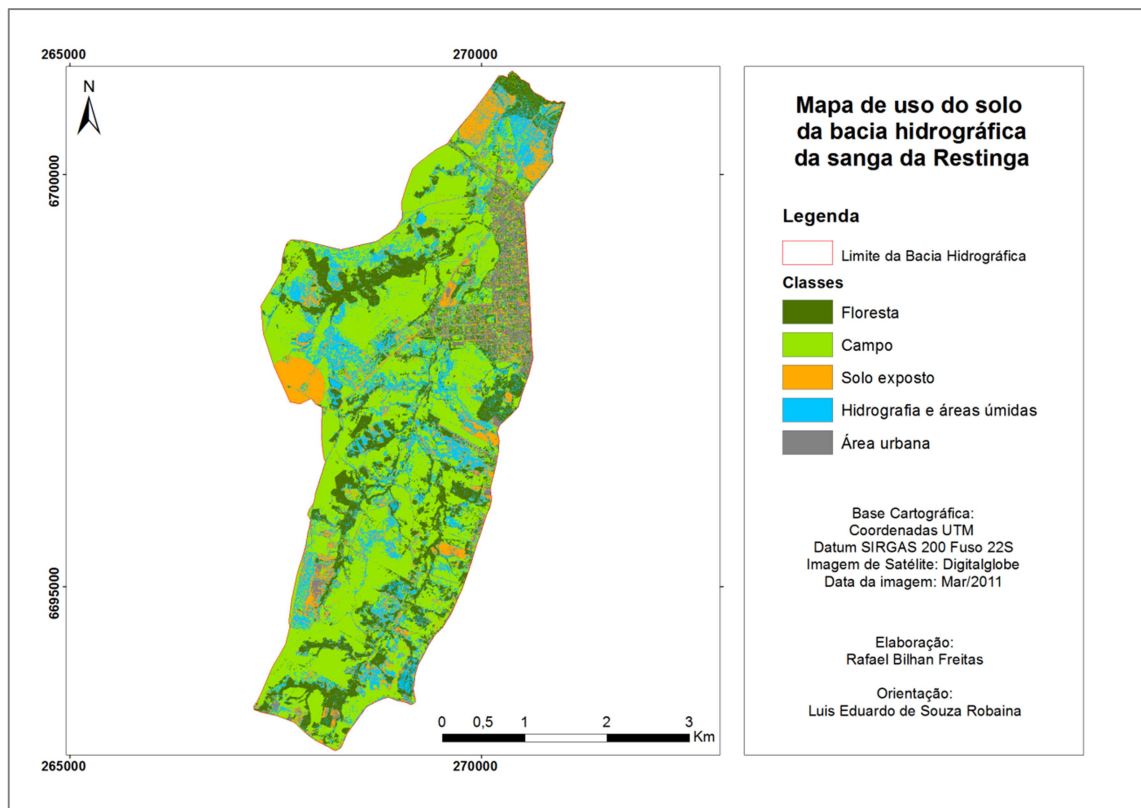 265000
270000
N
6700000
6695000
0
0,5
1
2
3
Km
265000
270000
Mapa de uso do solo
da bacia hidrográfica
da sanga da Restinga
Legenda
Limite da Bacia Hidrográfica
Classes
Floresta
Campo
Solo exposto
Hidrografia e áreas úmidas
Área urbana
Base Cartográfica:
Coordenadas UTM
Datum SIRGAS 200 Fuso 22S
Imagem de Satélite: Digitalglobe
Data da imagem: Mar/2011
Elaboração:
Rafael Bilhan Freitas
Orientação:
Luis Eduardo de Souza Robaina